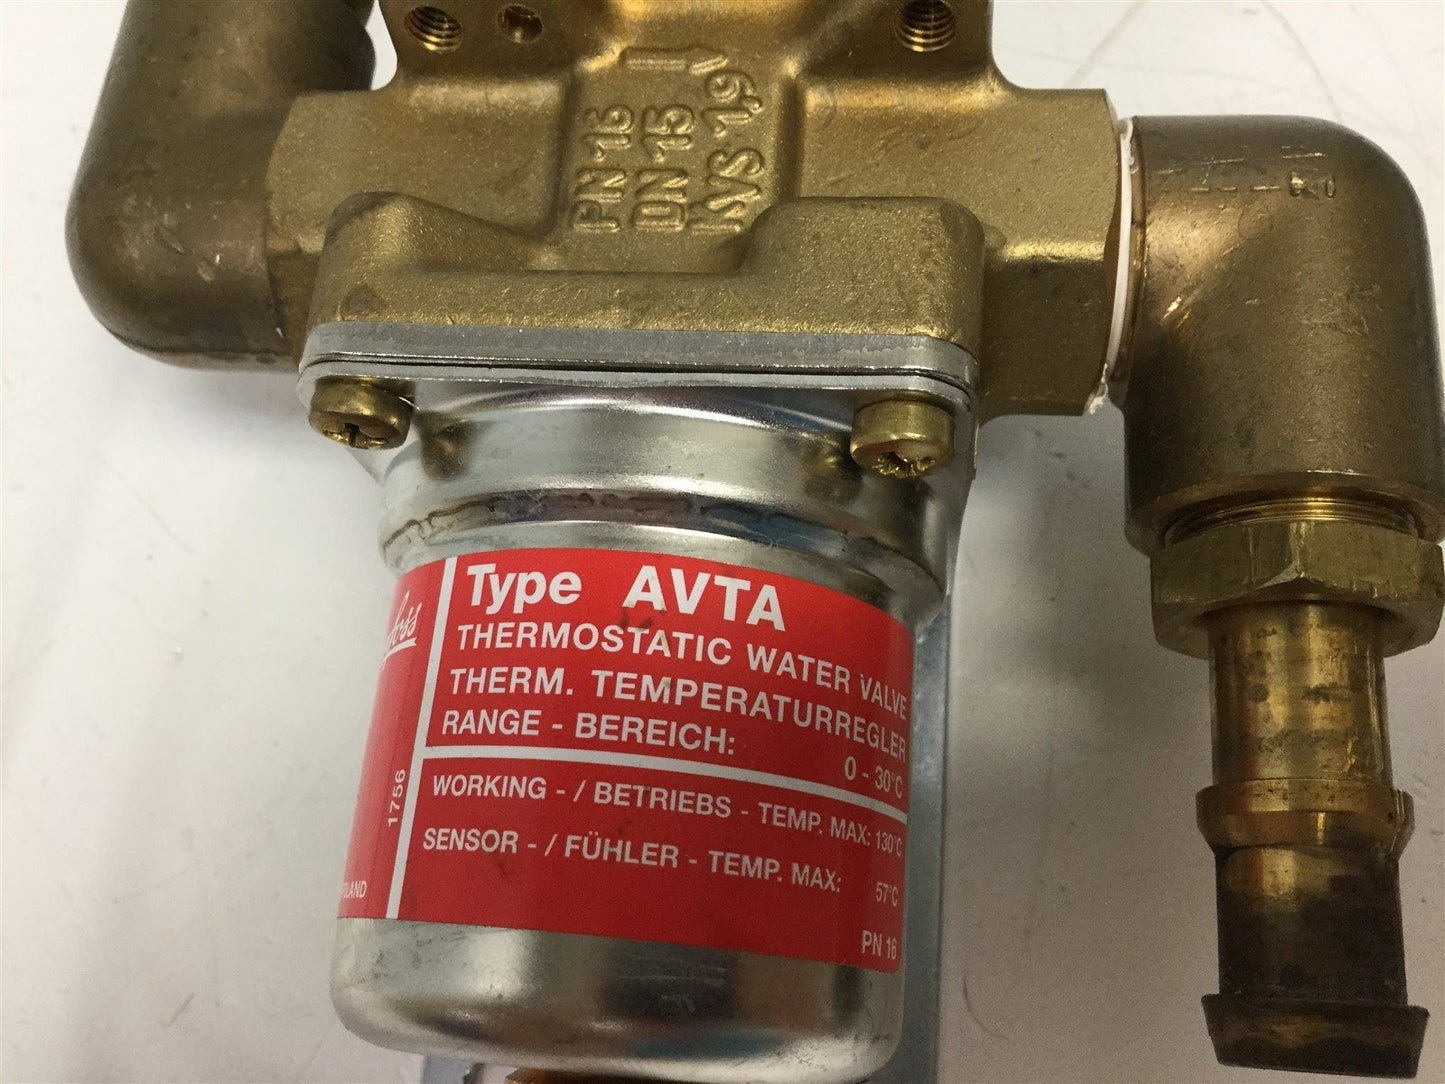 PN 16
DN 15
KVS 1,9
Type AVTA
THERMOSTATIC WATER VALVE
THERM. TEMPERATURREGLER
RANGE - BEREICH: 0 - 30°C
WORKING - / BETRIEBS - TEMP. MAX: 130°C
SENSOR - / FÜHLER - TEMP. MAX: 57°C
PN 16
1756